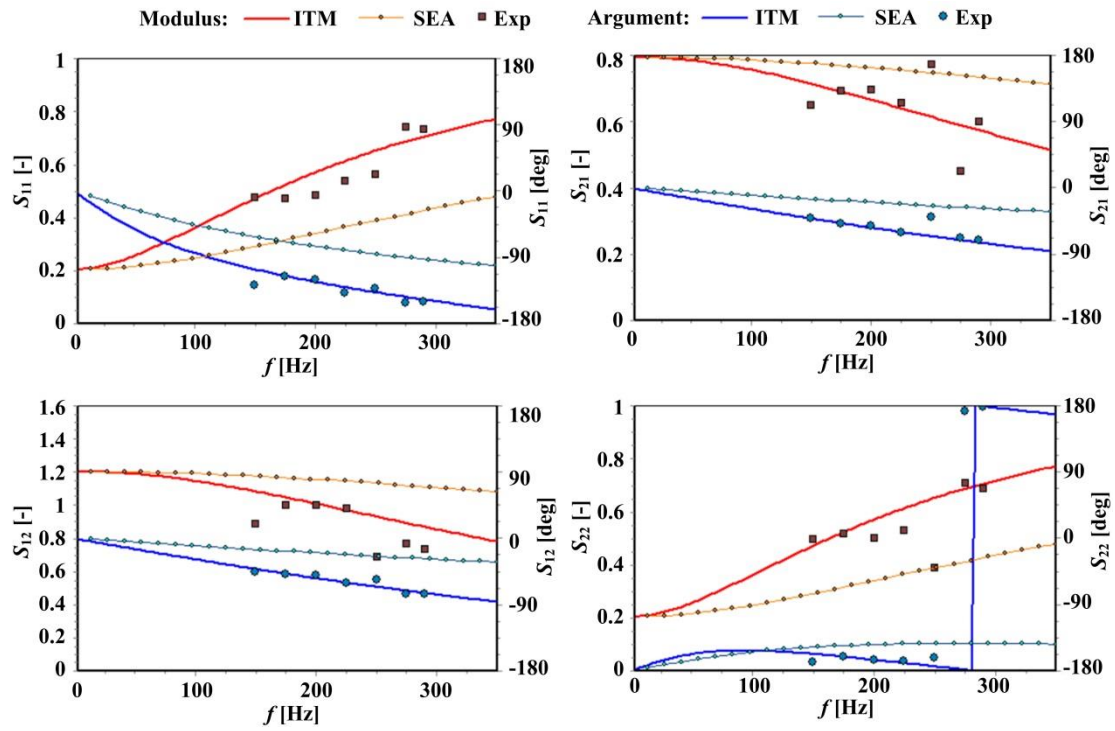 Modulus: ITM SEA Exp Argument: ITM SEA Exp
1 0.8 0.6 0.4 0.2 0
S11 [-]
180 90 0 -90 -180
S11 [deg]
0 100 200 300
f [Hz]
0.8 0.6 0.4 0.2 0
S21 [-]
180 90 0 -90 -180
S21 [deg]
0 100 200 300
f [Hz]
1.6 1.4 1.2 1 0.8 0.6 0.4 0.2 0
S12 [-]
180 90 0 -90 -180
S12 [deg]
0 100 200 300
f [Hz]
1 0.8 0.6 0.4 0.2 0
S22 [-]
180 90 0 -90 -180
S22 [deg]
0 100 200 300
f [Hz]